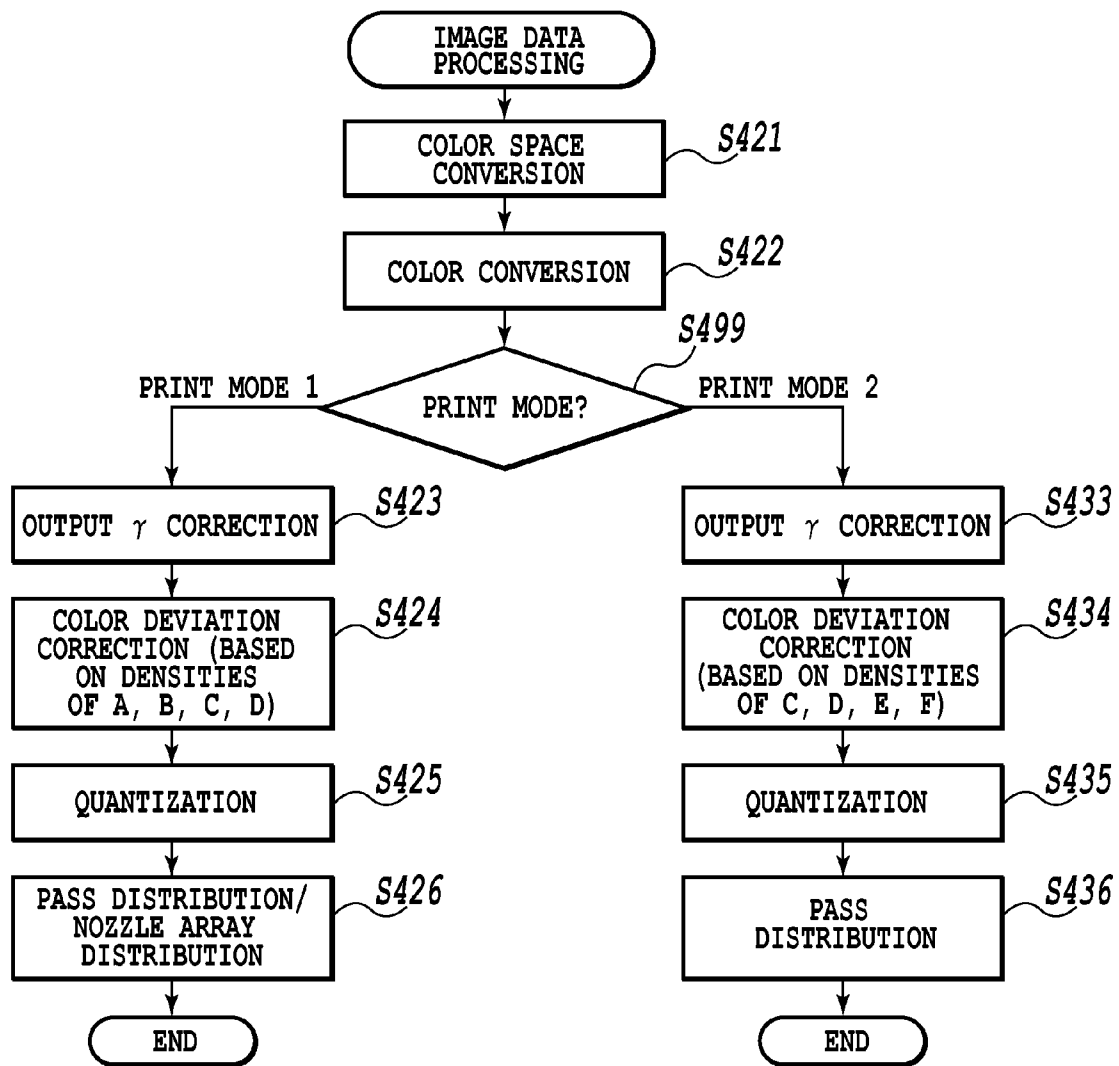 IMAGE DATA
PROCESSING
COLOR SPACE
CONVERSION
S421
COLOR CONVERSION
S422
PRINT MODE?
S499
PRINT MODE 1
PRINT MODE 2
OUTPUT γ CORRECTION
S423
COLOR DEVIATION
CORRECTION (BASED
ON DENSITIES
OF A, B, C, D)
S424
QUANTIZATION
S425
PASS DISTRIBUTION/
NOZZLE ARRAY
DISTRIBUTION
S426
END
OUTPUT γ CORRECTION
S433
COLOR DEVIATION
CORRECTION
(BASED ON DENSITIES
OF C, D, E, F)
S434
QUANTIZATION
S435
PASS
DISTRIBUTION
S436
END